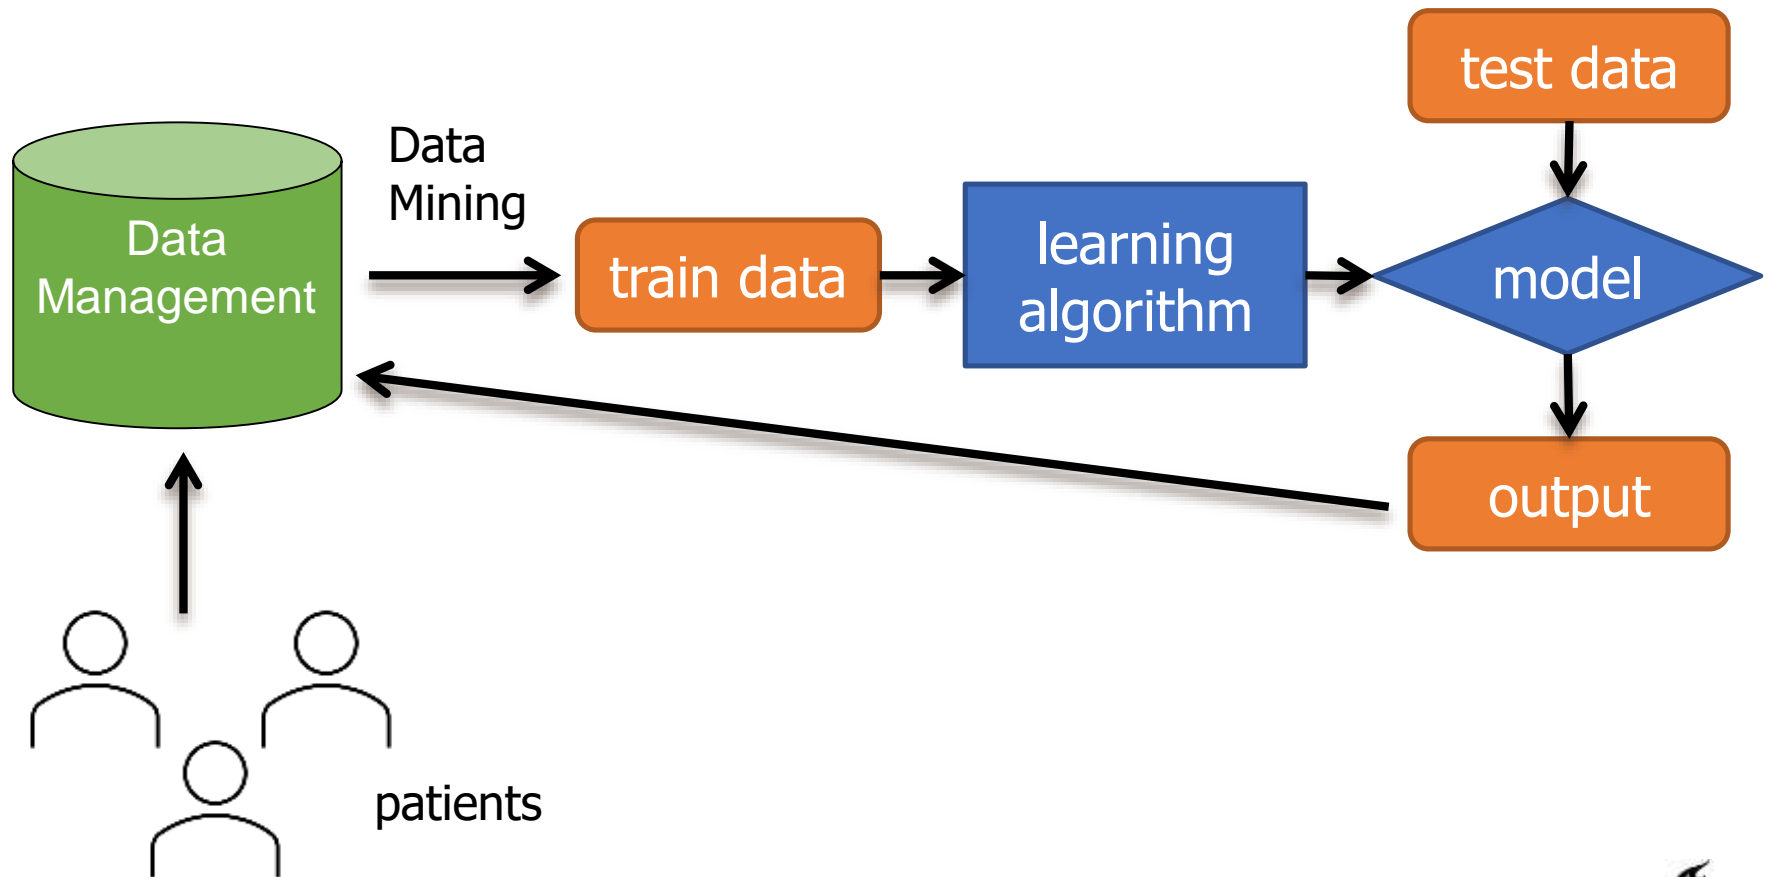 test data
Data
Mining
Data
Management
train data
learning
algorithm
model
output
patients